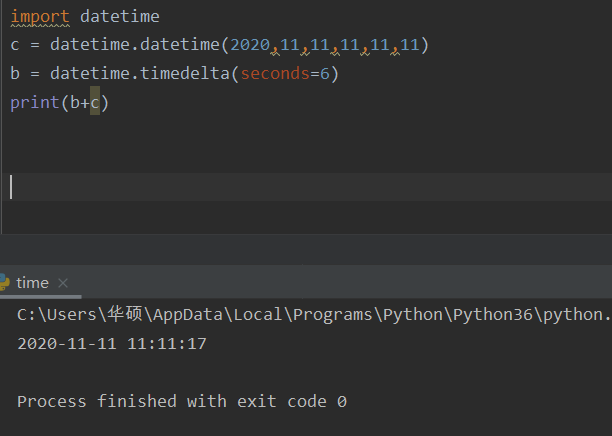 import datetime
c = datetime.datetime(2020,11,11,11,11,11)
b = datetime.timedelta(seconds=6)
print(b+c)
time
C:\Users\华硕\AppData\Local\Programs\Python\Python36\python.
2020-11-11 11:11:17
Process finished with exit code 0